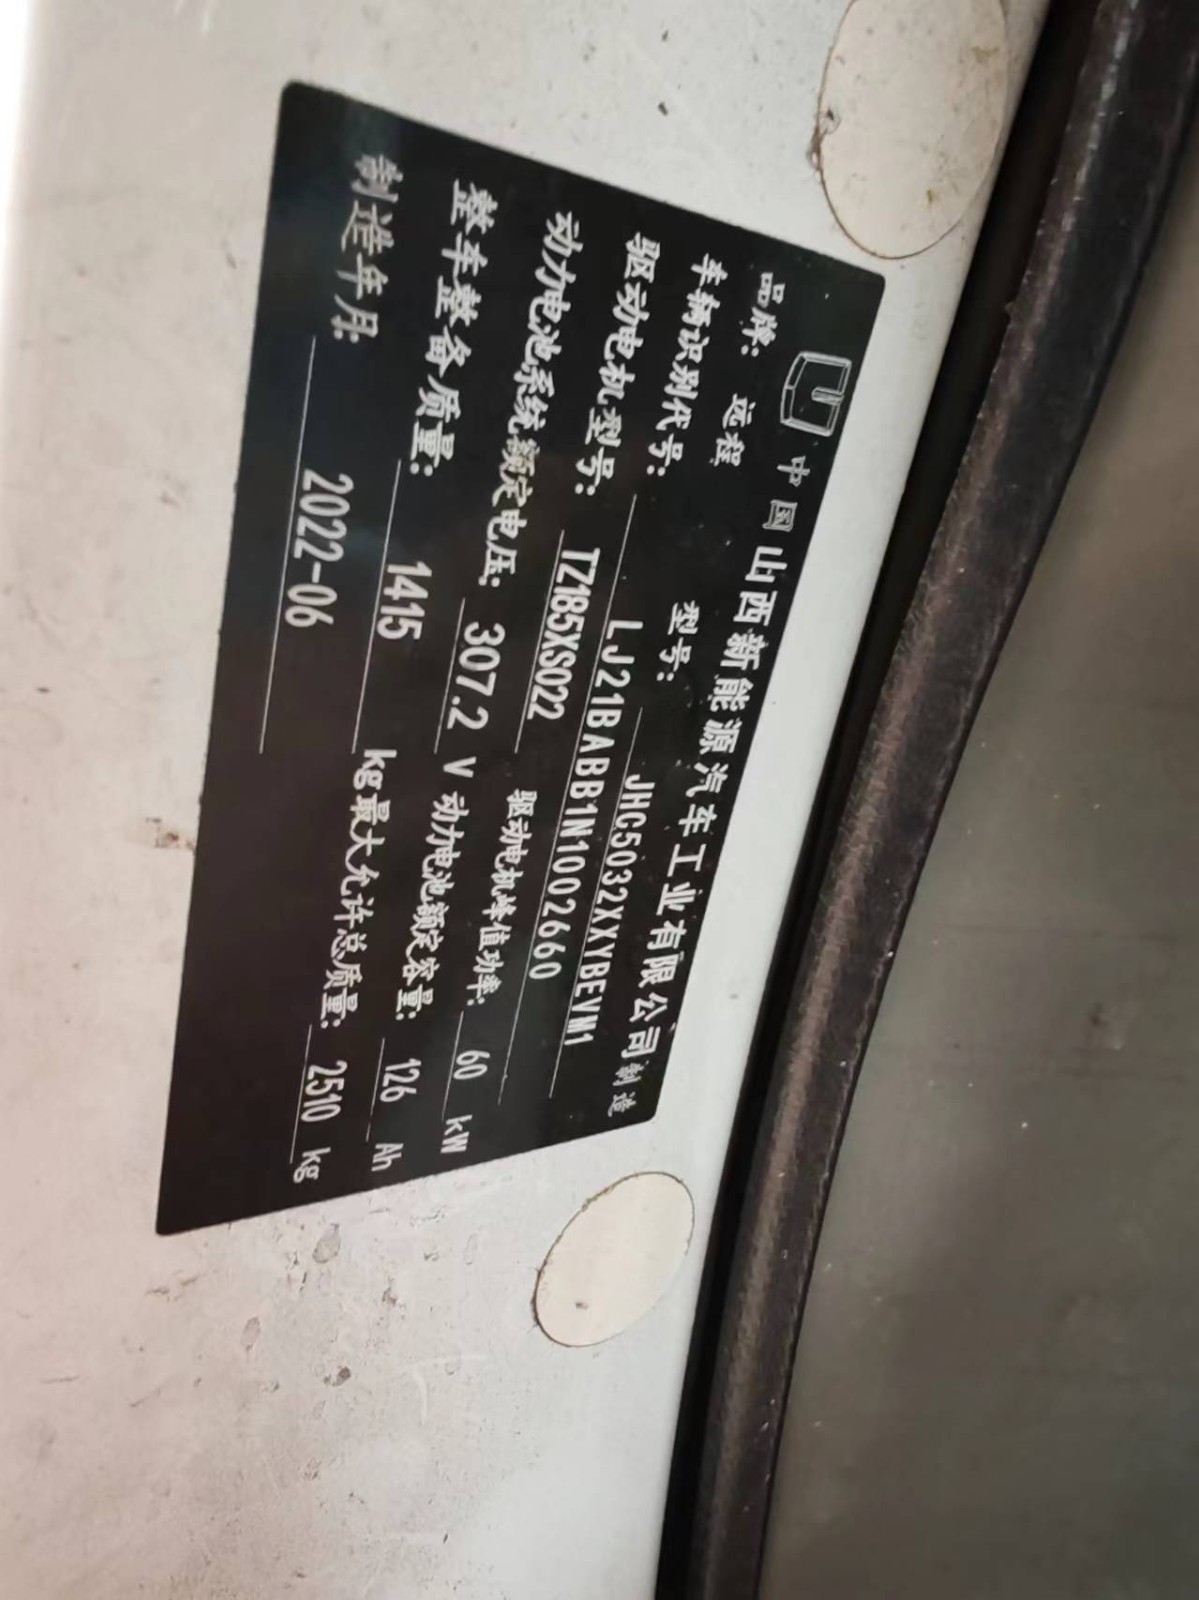 中国 山西新能源汽车工业有限公司 制造
品牌: 远程 型号: JHC5032XXYBEVM1
车辆识别代号: LJ21BABB1N1002660
驱动电机型号: TZ185XS022 驱动电机峰值功率: 60 kW
动力电池系统额定电压: 307.2 V 动力电池额定容量: 126 Ah
整车整备质量: 1415 kg 最大允许总质量: 2510 kg
制造年月: 2022-06